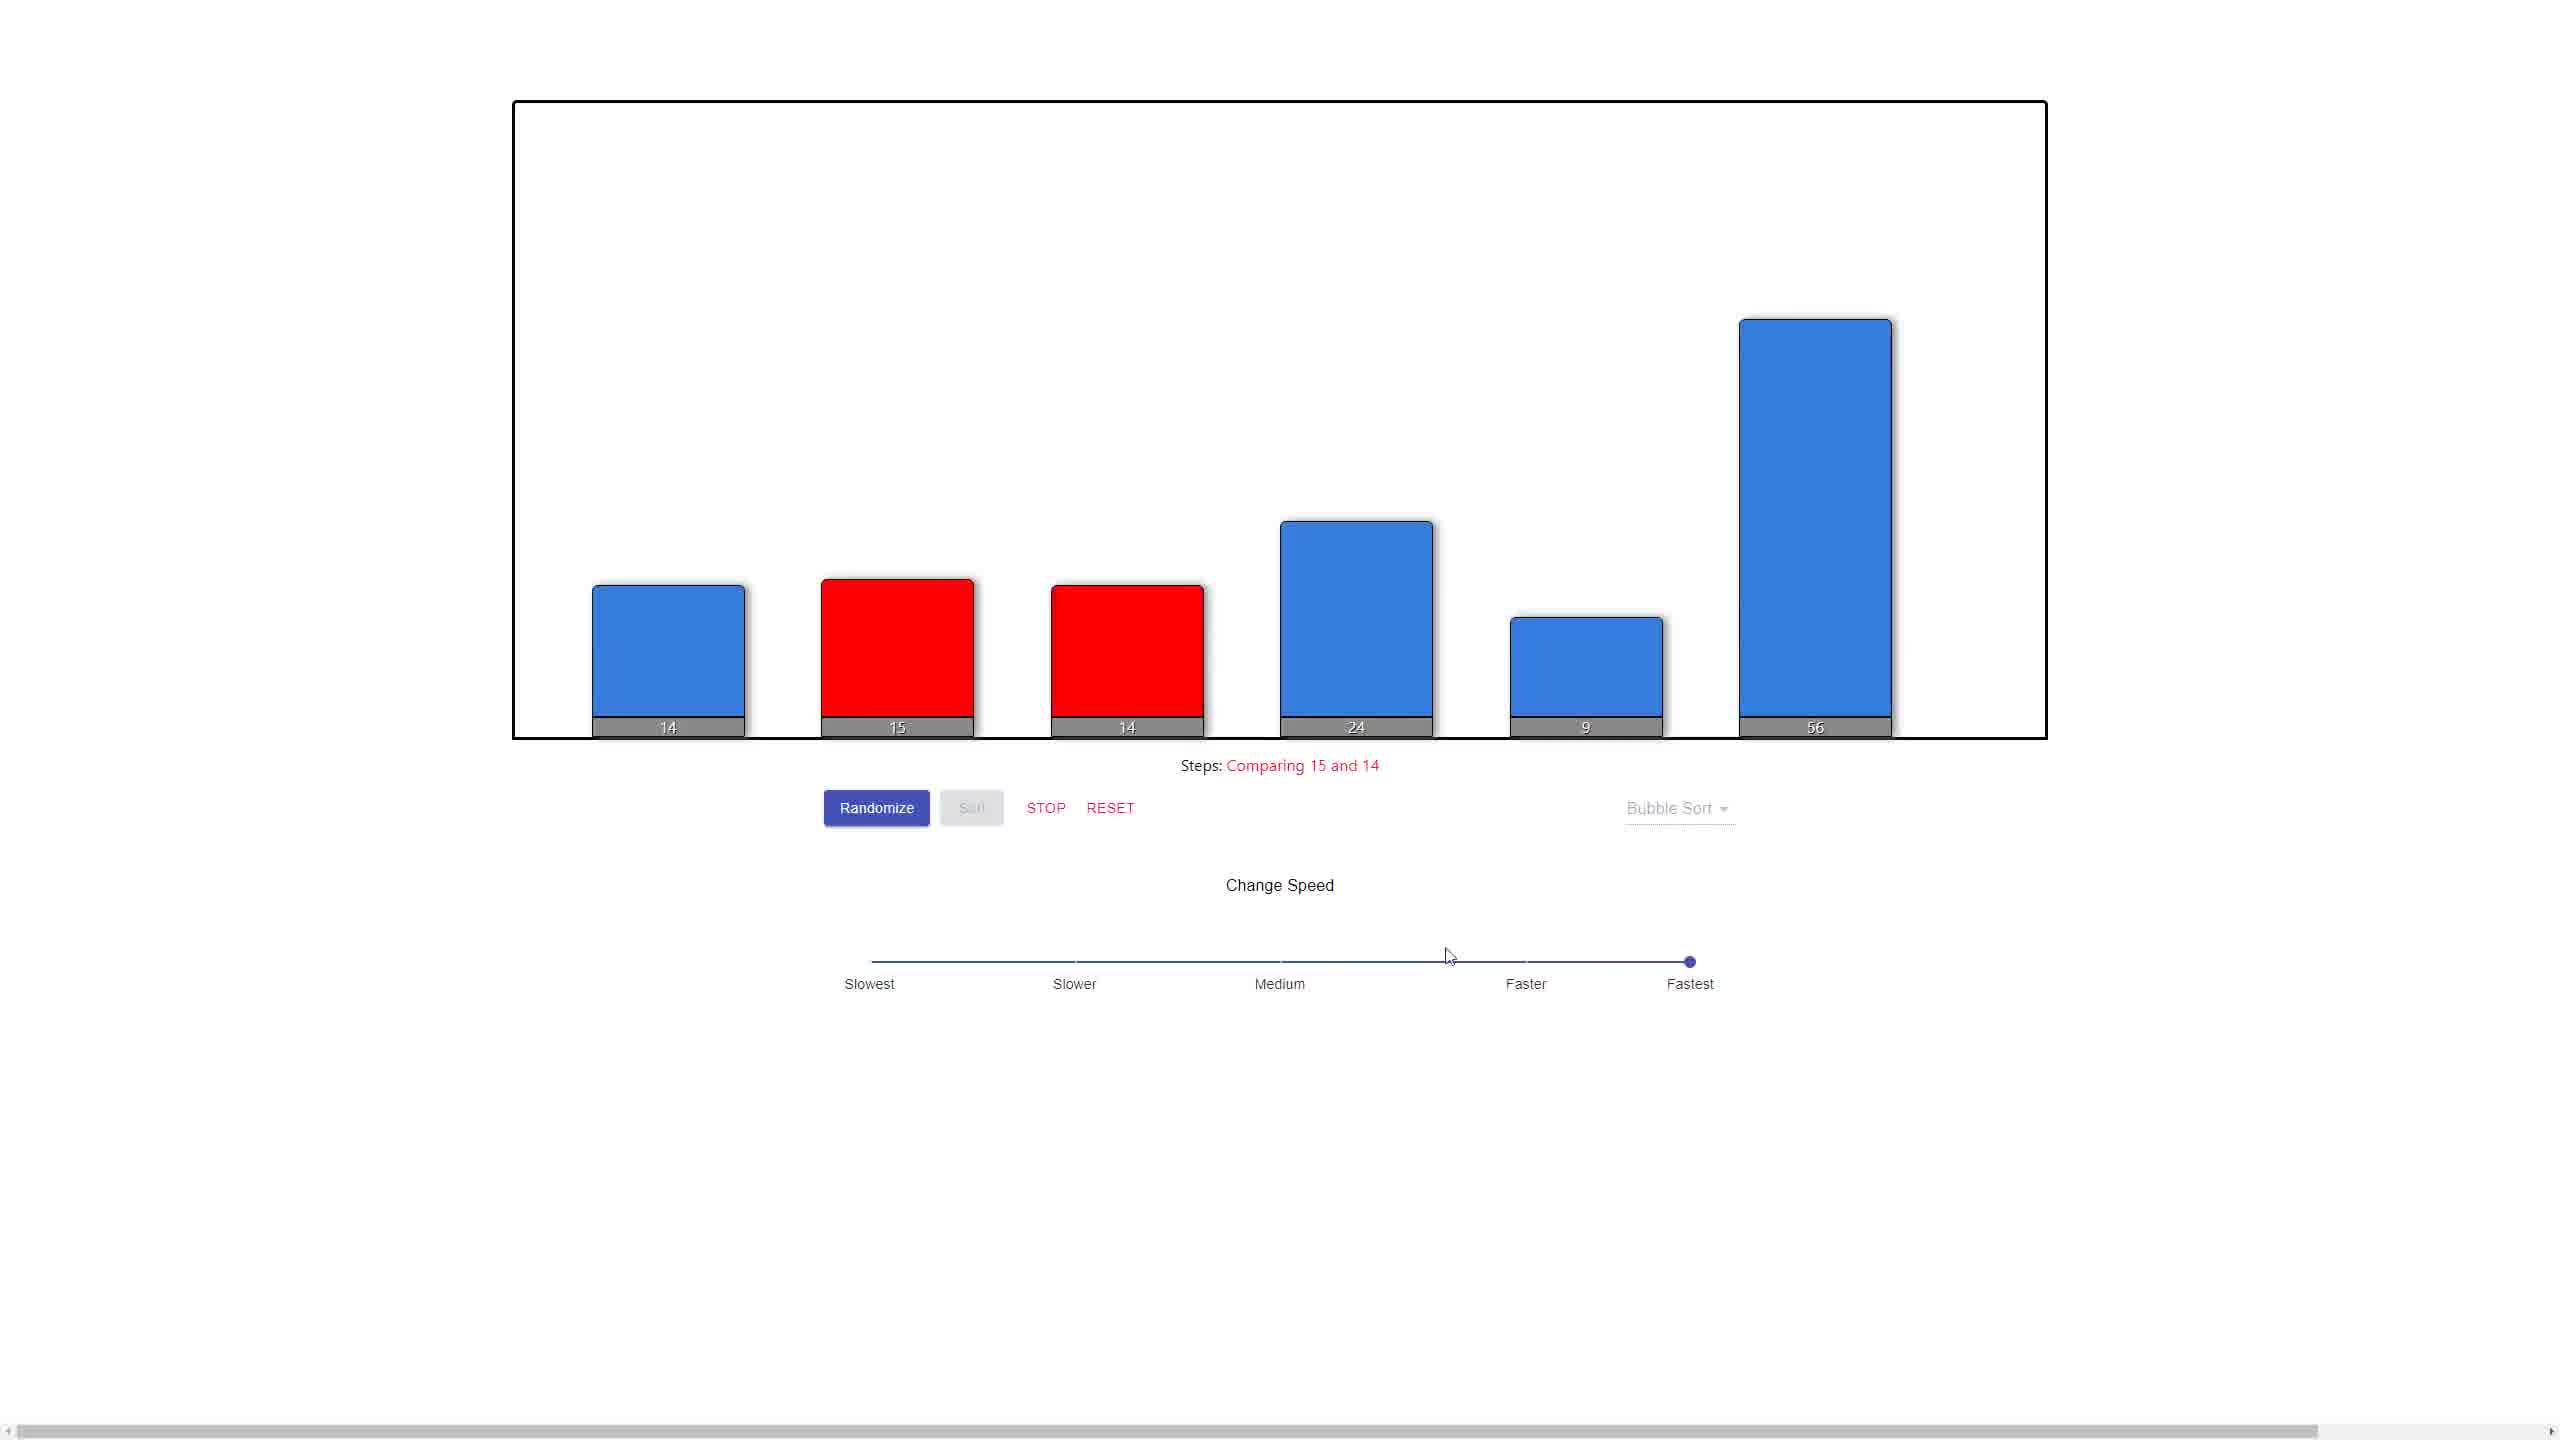 14 15 14 24 9 56
Steps: Comparing 15 and 14
Randomize Sort STOP RESET Bubble Sort
Change Speed
Slowest Slower Medium Faster Fastest